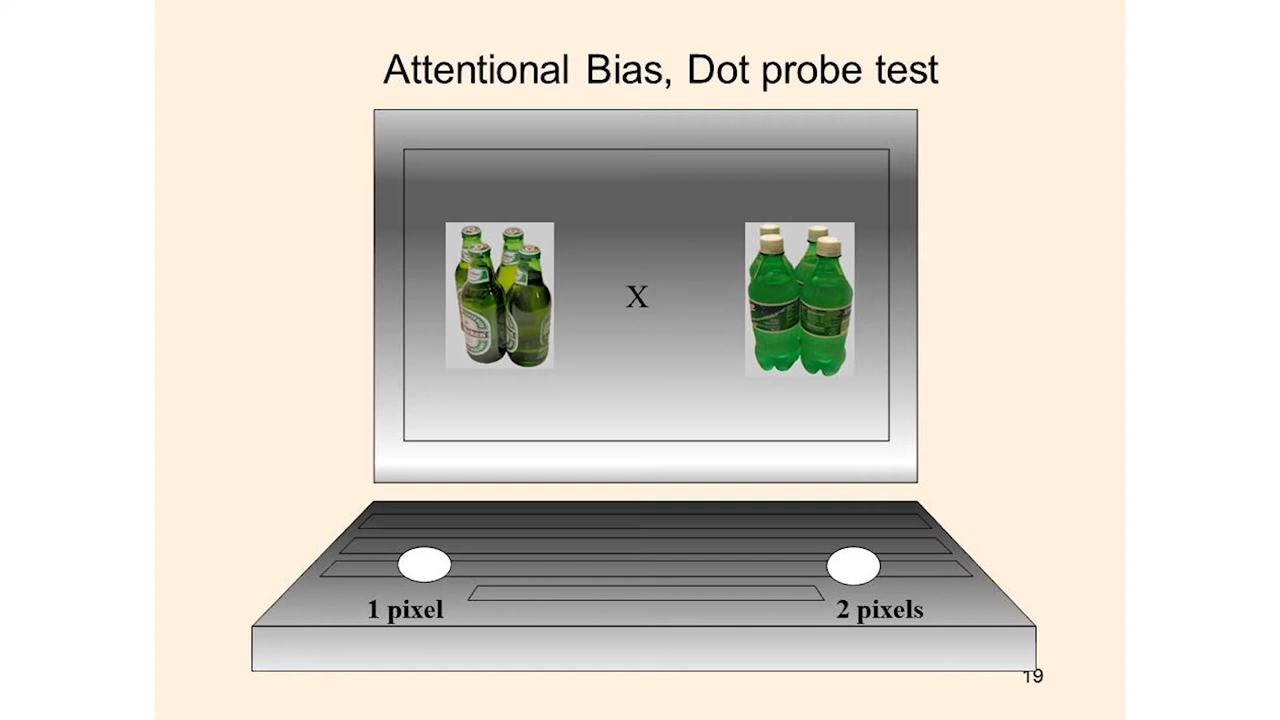 Attentional Bias, Dot probe test
X
1 pixel
2 pixels
19